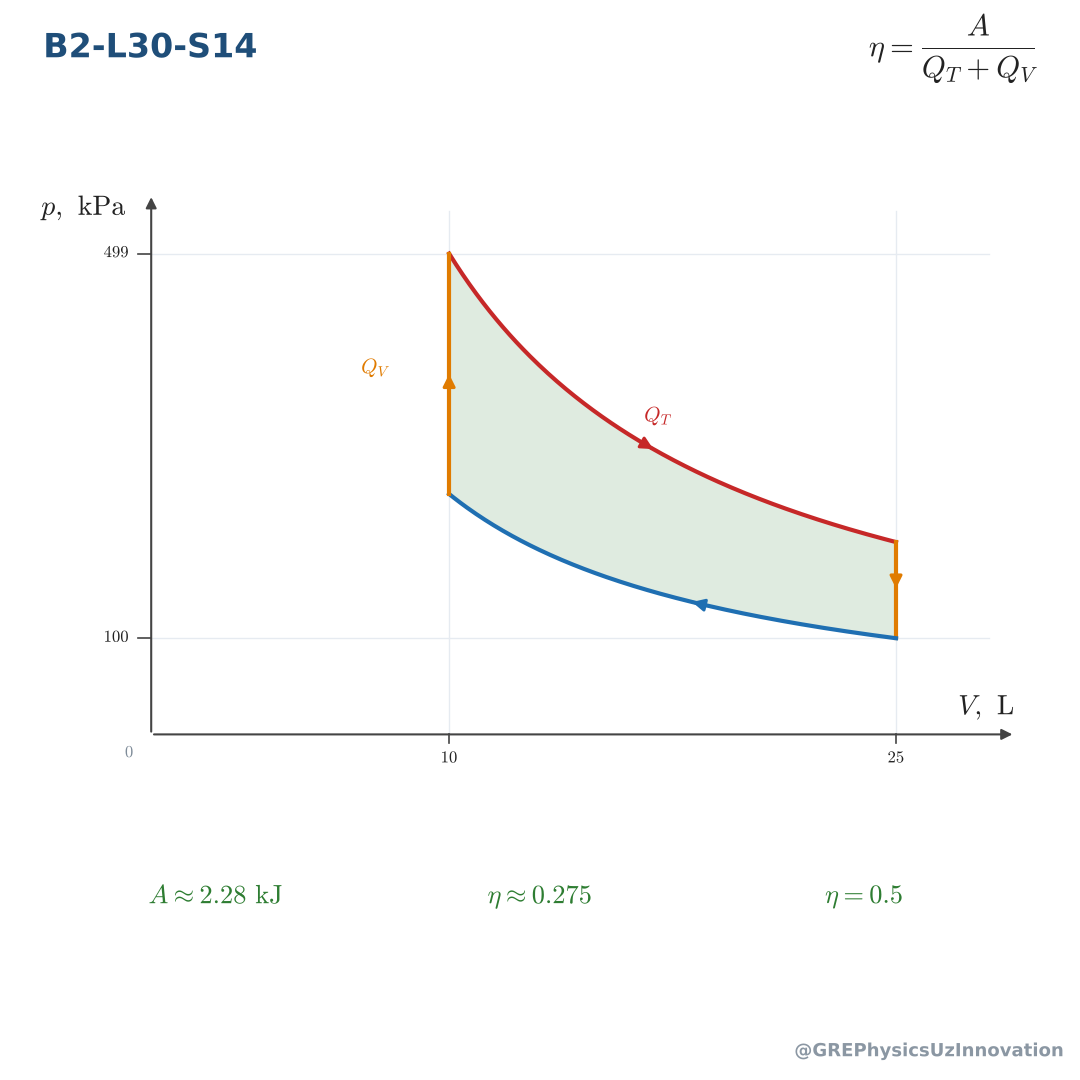 B2-L30-S14
η = A / (Q_T + Q_V)
p, kPa
499
Q_V
Q_T
100
V, L
0
10
25
A ≈ 2.28 kJ
η ≈ 0.275
η = 0.5
@GREPhysicsUzInnovation